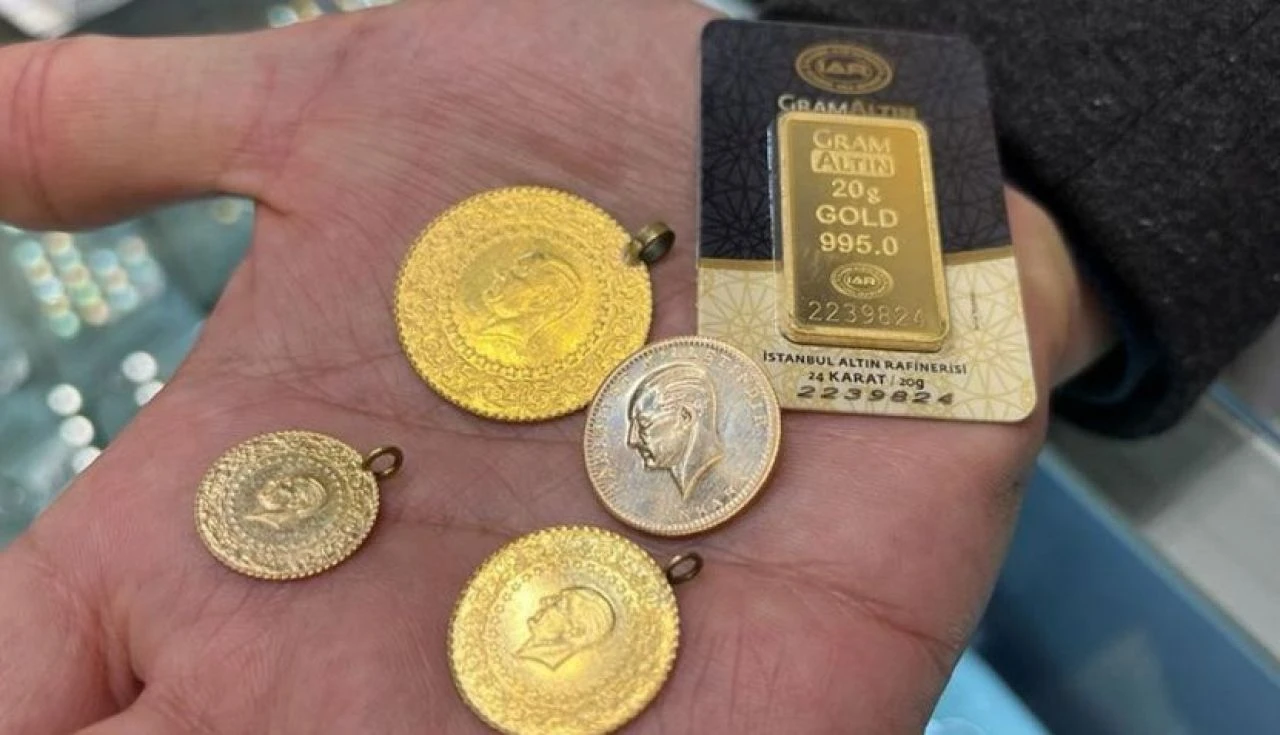 IAR
GRAMALTIN
GRAM
ALTIN
20g
GOLD
995.0
IAR
2239824
İSTANBUL ALTIN RAFİNERİSİ
24 KARAT / 20g
2239824